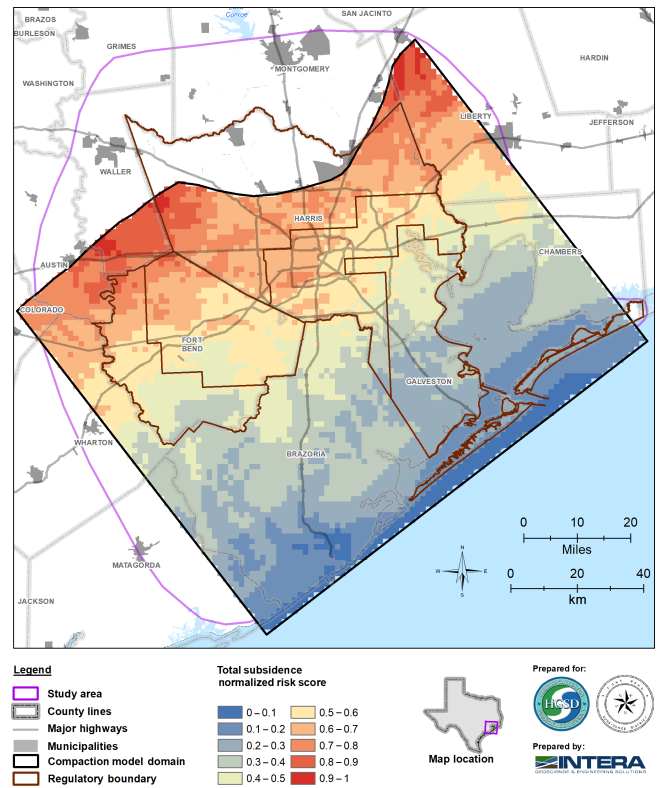 Conroe
SAN JACINTO
BRAZOS
BURLESON
GRIMES
HARDIN
MONTGOMERY
WASHINGTON
LIBERTY
JEFFERSON
WALLER
HARRIS
CHAMBERS
AUSTIN
COLORADO
FORT
BEND
GALVESTON
WHARTON
BRAZORIA
MATAGORDA
JACKSON
N
W E
S
0 10 20
Miles
0 20 40
km
Legend
Study area
County lines
Major highways
Municipalities
Compaction model domain
Regulatory boundary
Total subsidence
normalized risk score
0 – 0.1
0.1 – 0.2
0.2 – 0.3
0.3 – 0.4
0.4 – 0.5
0.5 – 0.6
0.6 – 0.7
0.7 – 0.8
0.8 – 0.9
0.9 – 1
Map location
Prepared for:
HGSD
FORT BEND
Prepared by:
INTERA
GEOSCIENCE & ENGINEERING SOLUTIONS